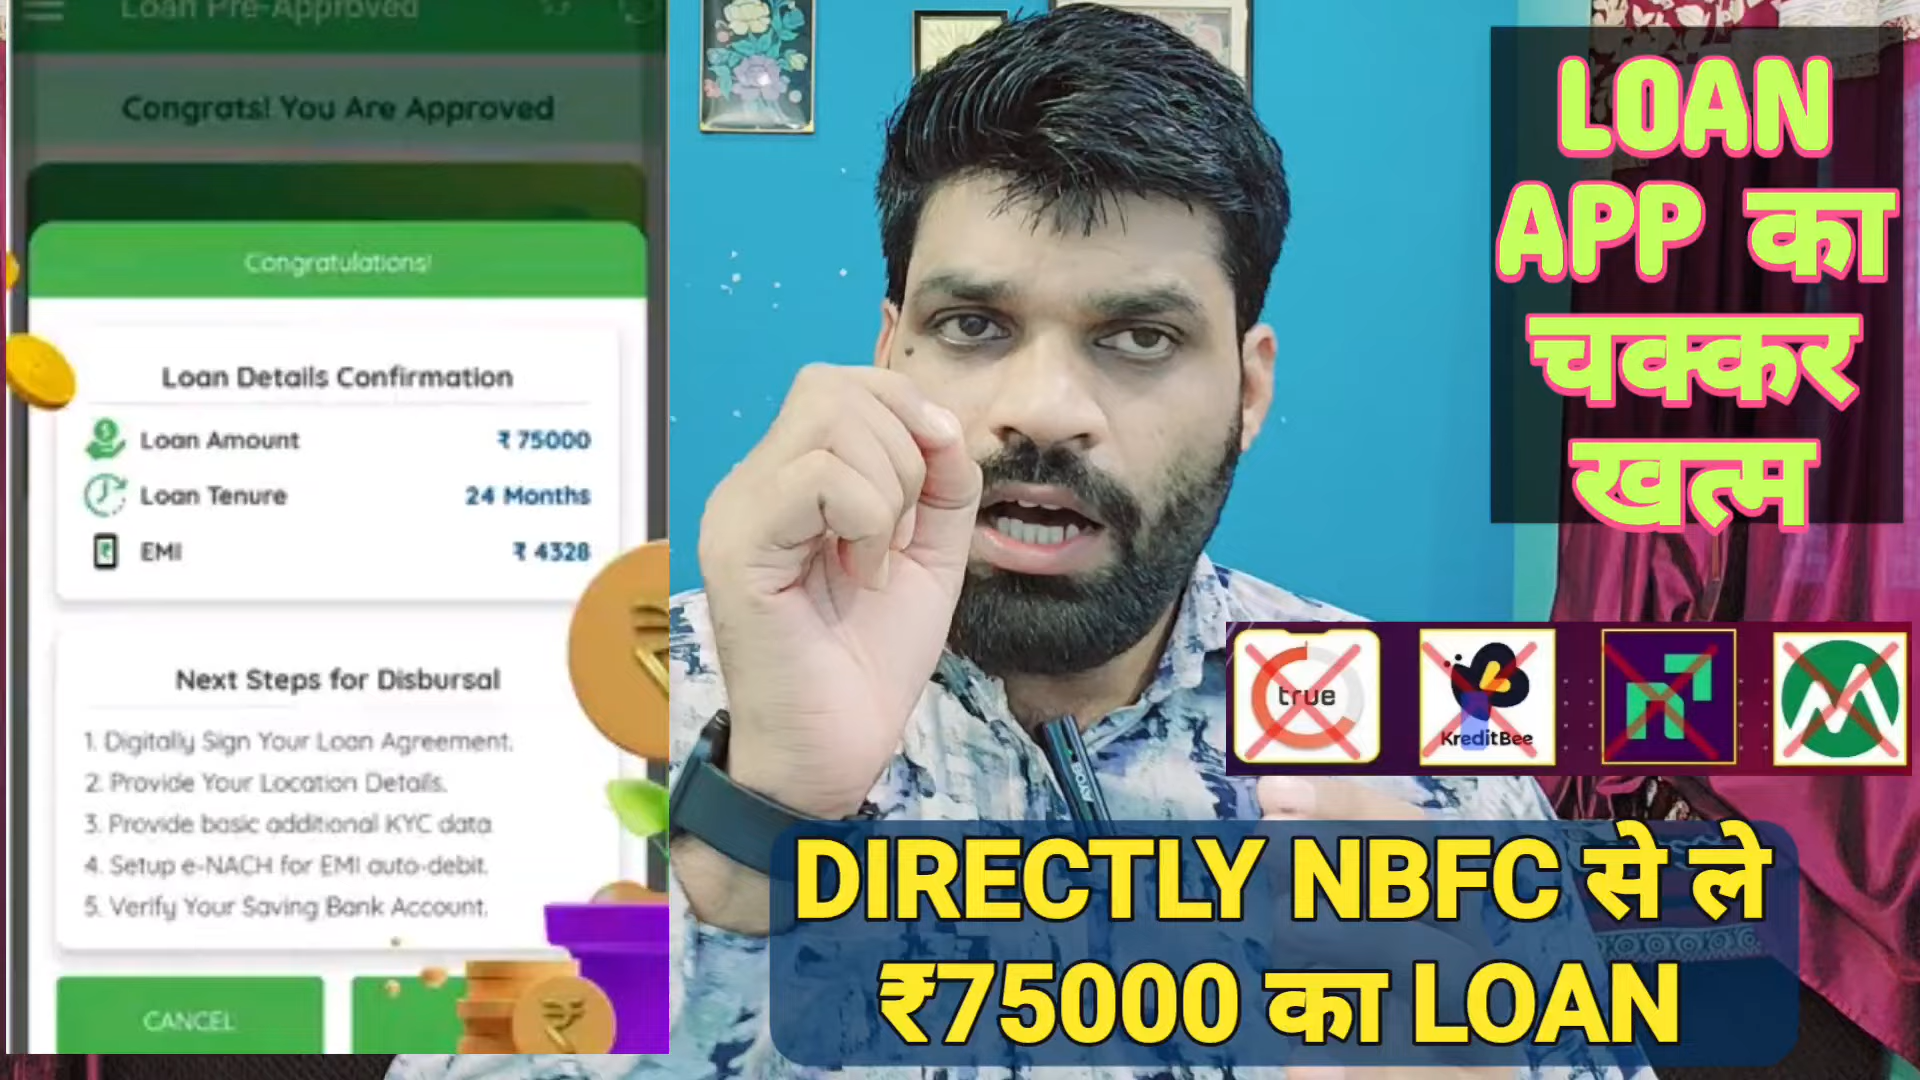 Loan Pre-Approved
Congrats! You Are Approved
Congratulations!
Loan Details Confirmation
Loan Amount ₹ 75000
Loan Tenure 24 Months
EMI ₹ 4328
Next Steps for Disbursal
1. Digitally Sign Your Loan Agreement.
2. Provide Your Location Details.
3. Provide basic additional KYC data
4. Setup e-NACH for EMI auto-debit.
5. Verify Your Saving Bank Account.
CANCEL
LOAN
APP का
चक्कर
खत्म
true
KreditBee
n
DIRECTLY NBFC से ले
₹75000 का LOAN